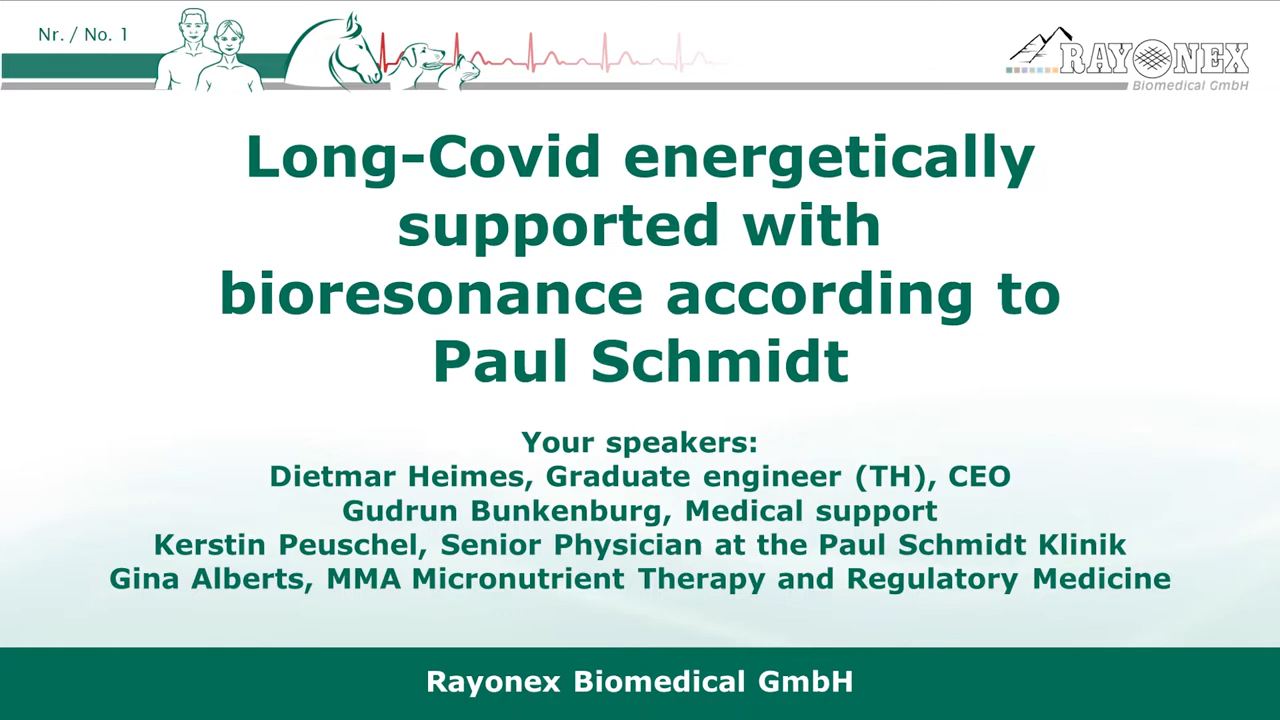 Nr. / No. 1
RAYONEX
Biomedical GmbH
Long-Covid energetically
supported with
bioresonance according to
Paul Schmidt
Your speakers:
Dietmar Heimes, Graduate engineer (TH), CEO
Gudrun Bunkenburg, Medical support
Kerstin Peuschel, Senior Physician at the Paul Schmidt Klinik
Gina Alberts, MMA Micronutrient Therapy and Regulatory Medicine
Rayonex Biomedical GmbH